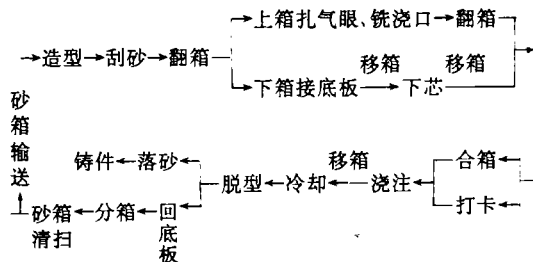 上箱扎气眼、铣浇口→翻箱
→造型→刮砂→翻箱
移箱 移箱
下箱接底板→下芯
砂箱输送
铸件←落砂
移箱
合箱
脱型←冷却←浇注
打卡
砂箱清扫←分箱←回底板